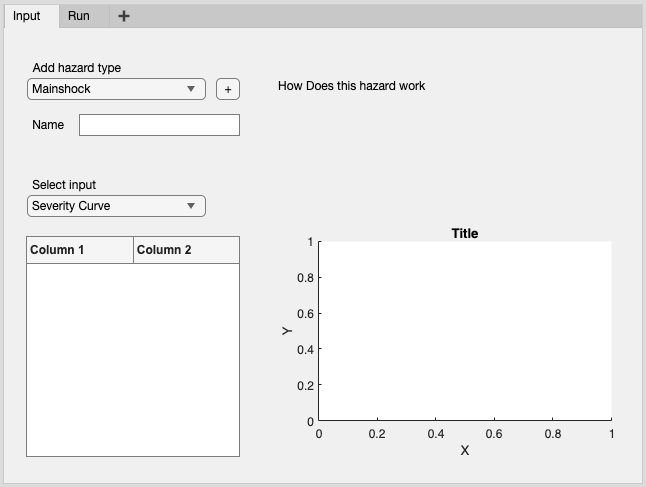 Input Run +
Add hazard type
Mainshock +
How Does this hazard work
Name
Select input
Severity Curve
Column 1 Column 2
Title
1
0.8
0.6
Y
0.4
0.2
0
0 0.2 0.4 0.6 0.8 1
X